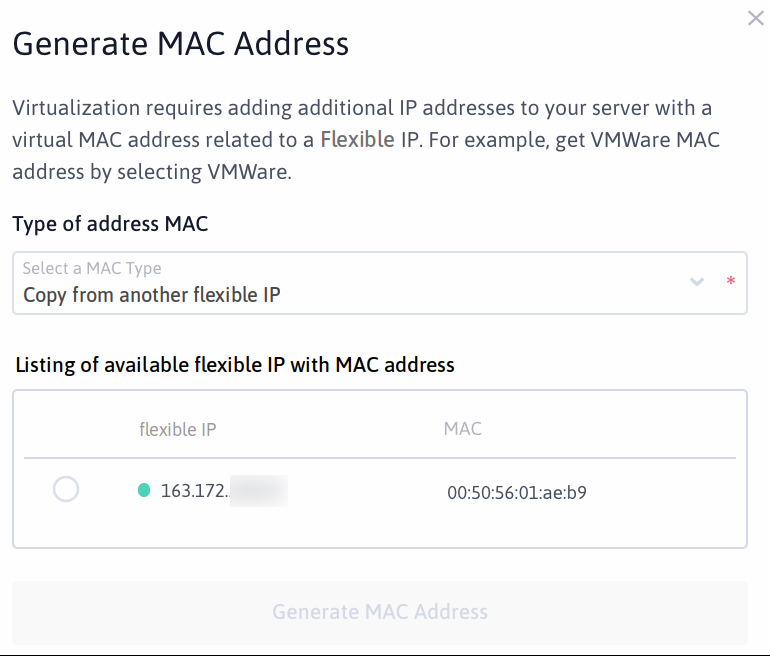 Generate MAC Address
Virtualization requires adding additional IP addresses to your server with a
virtual MAC address related to a Flexible IP. For example, get VMWare MAC
address by selecting VMWare.
Type of address MAC
Select a MAC Type
Copy from another flexible IP
*
Listing of available flexible IP with MAC address
flexible IP MAC
163.172. 00:50:56:01:ae:b9
Generate MAC Address